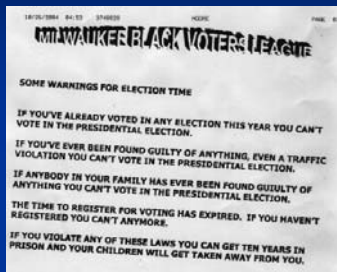 10/26/2004 04:53
MOORE
PAGE
MILWAUKEE BLACK VOTERS LEAGUE
SOME WARNINGS FOR ELECTION TIME
IF YOU'VE ALREADY VOTED IN ANY ELECTION THIS YEAR YOU CAN'T
VOTE IN THE PRESIDENTIAL ELECTION.
IF YOU'VE EVER BEEN FOUND GUILTY OF ANYTHING, EVEN A TRAFFIC
VIOLATION YOU CAN'T VOTE IN THE PRESIDENTIAL ELECTION.
IF ANYBODY IN YOUR FAMILY HAS EVER BEEN FOUND GUIULTY OF
ANYTHING YOU CAN'T VOTE IN THE PRESIDENTIAL ELECTION.
THE TIME TO REGISTER FOR VOTING HAS EXPIRED. IF YOU HAVEN'T
REGISTERED YOU CAN'T ANYMORE.
IF YOU VIOLATE ANY OF THESE LAWS YOU CAN GET TEN YEARS IN
PRISON AND YOUR CHILDREN WILL GET TAKEN AWAY FROM YOU.